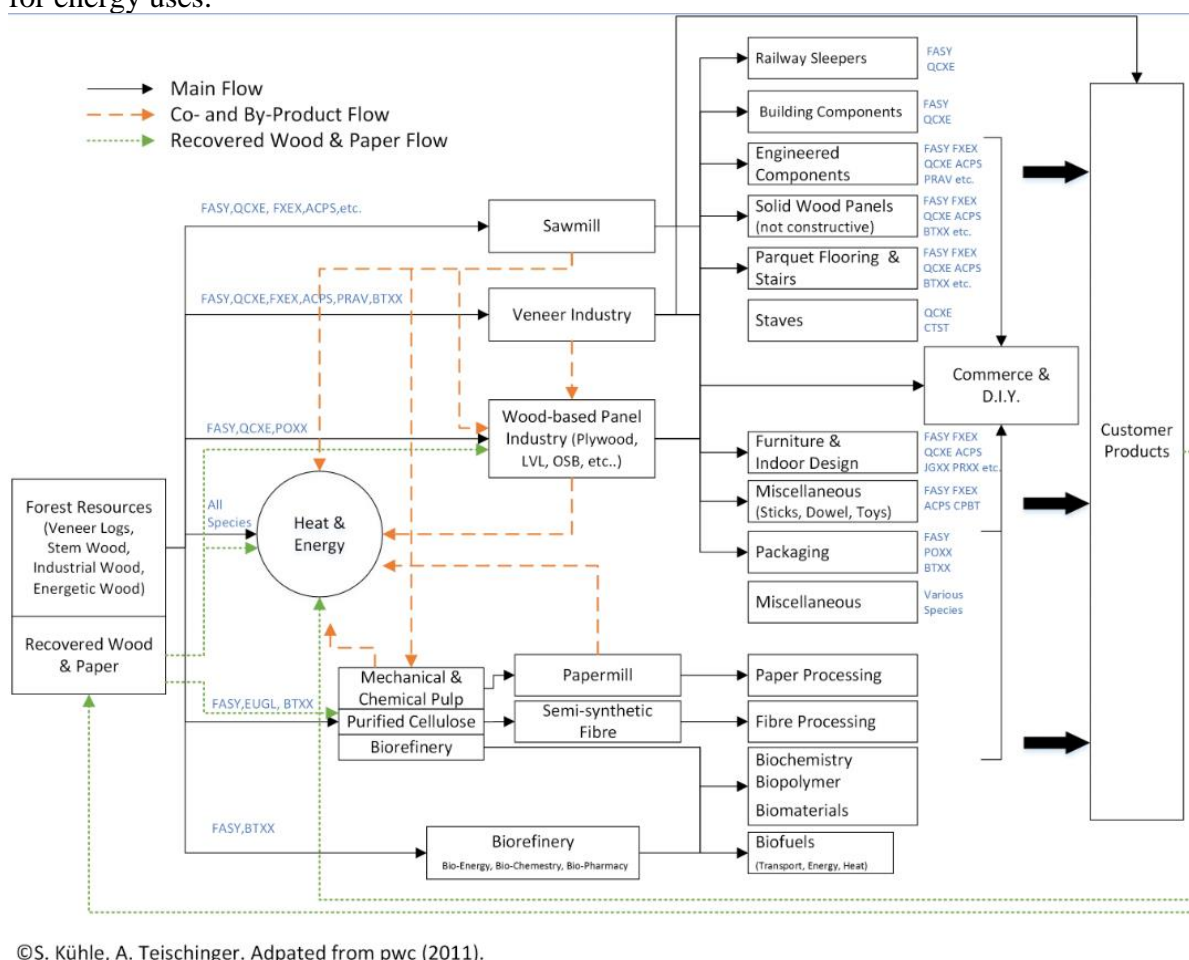 for energy uses.
Main Flow
Co- and By-Product Flow
Recovered Wood & Paper Flow
Railway Sleepers
FASY
QCXE
Building Components
FASY
QCXE
Engineered
Components
FASY FXEX
QCXE ACPS
PRAV etc.
Solid Wood Panels
(not constructive)
FASY FXEX
QCXE ACPS
BTXX etc.
Parquet Flooring &
Stairs
FASY FXEX
QCXE ACPS
BTXX etc.
Staves
QCXE
CTST
FASY,QCXE, FXEX,ACPS,etc.
Sawmill
FASY,QCXE,FXEX,ACPS,PRAV,BTXX
Veneer Industry
Commerce &
D.I.Y.
Customer
Products
FASY,QCXE,POXX
Wood-based Panel
Industry (Plywood,
LVL, OSB, etc..)
Furniture &
Indoor Design
FASY FXEX
QCXE ACPS
JGXX PRXX etc.
Miscellaneous
(Sticks, Dowel, Toys)
FASY FXEX
ACPS CPBT
Packaging
FASY
POXX
BTXX
Miscellaneous
Various
Species
Forest Resources
(Veneer Logs,
Stem Wood,
Industrial Wood,
Energetic Wood)
All
Species
Heat &
Energy
Recovered Wood
& Paper
FASY,EUGL, BTXX
Mechanical &
Chemical Pulp
Purified Cellulose
Biorefinery
Papermill
Semi-synthetic
Fibre
Paper Processing
Fibre Processing
Biochemistry
Biopolymer
Biomaterials
FASY,BTXX
Biorefinery
Bio-Energy, Bio-Chemestry, Bio-Pharmacy
Biofuels
(Transport, Energy, Heat)
©S. Kühle, A. Teischinger. Adpated from pwc (2011).